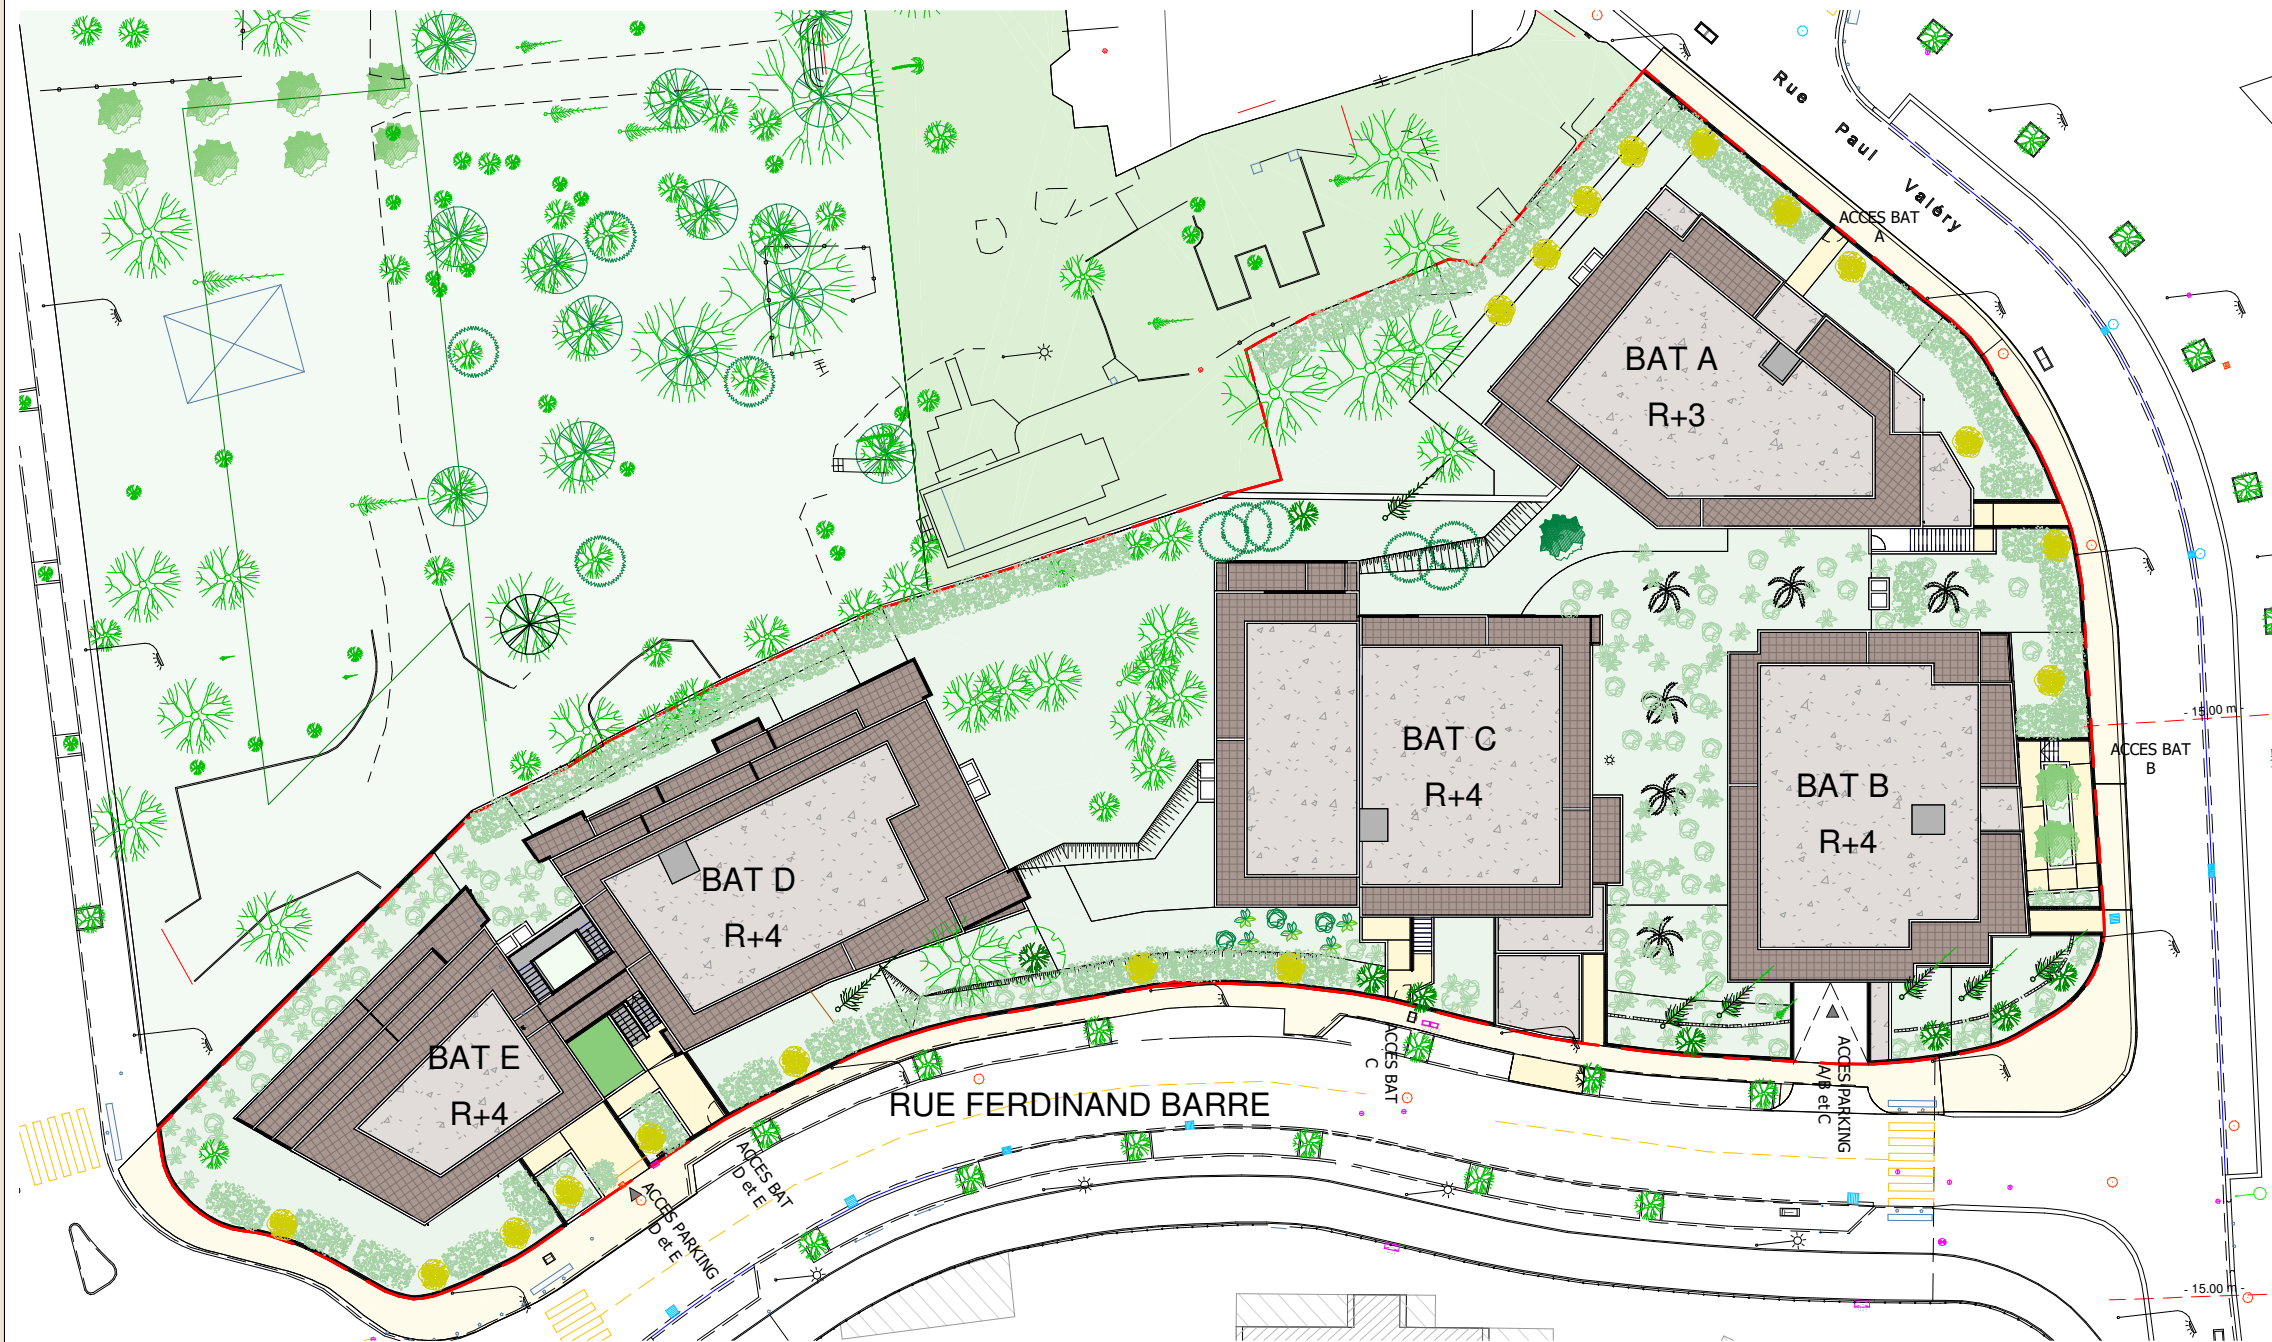 Rue Paul Valéry
ACCES BAT
A
BAT A
R+3
- 15.00 m -
ACCES BAT
B
BAT C
R+4
BAT B
R+4
BAT D
R+4
BAT E
R+4
RUE FERDINAND BARRE
ACCES BAT
C
ACCES PARKING
A/B et C
ACCES BAT
D et E
ACCES PARKING
D et E
- 15.00 m -